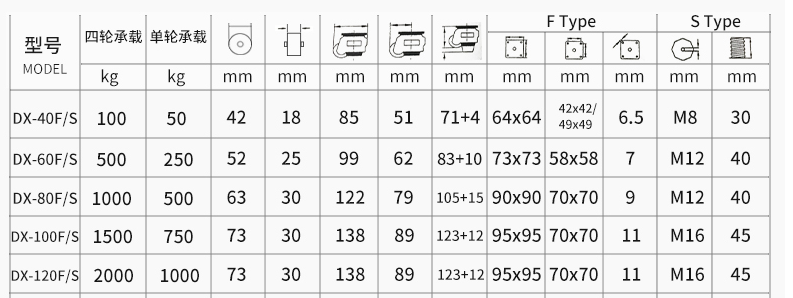 型号 四轮承载 单轮承载 F Type S Type
MODEL kg kg mm mm mm mm mm mm mm mm mm mm
DX-40F/S 100 50 42 18 85 51 71+4 64x64 42x42/ 6.5 M8 30
49x49
DX-60F/S 500 250 52 25 99 62 83+10 73x73 58x58 7 M12 40
DX-80F/S 1000 500 63 30 122 79 105+15 90x90 70x70 9 M12 40
DX-100F/S 1500 750 73 30 138 89 123+12 95x95 70x70 11 M16 45
DX-120F/S 2000 1000 73 30 138 89 123+12 95x95 70x70 11 M16 45